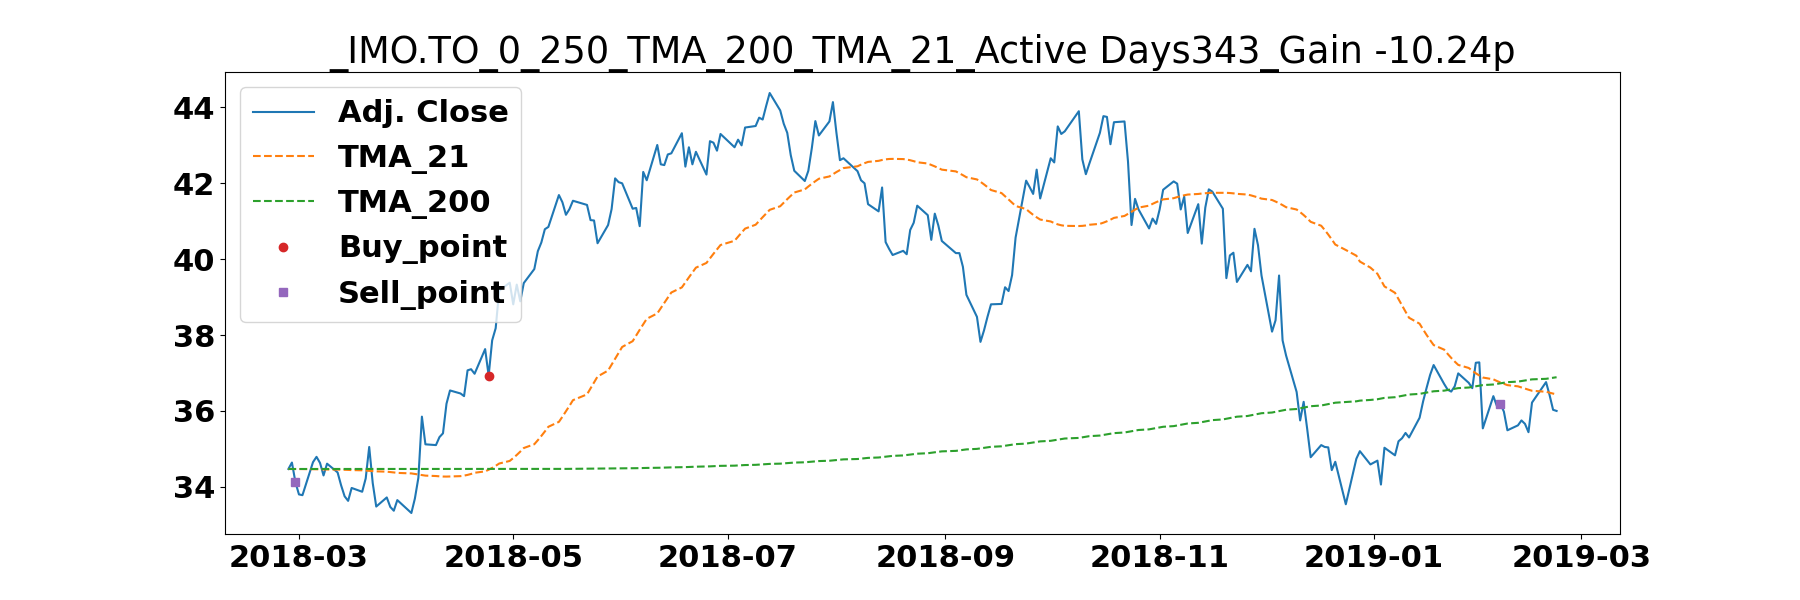 _IMO.TO_0_250_TMA_200_TMA_21_Active Days343_Gain -10.24p
44
42
40
38
36
34
Adj. Close
TMA_21
TMA_200
Buy_point
Sell_point
2018-03
2018-05
2018-07
2018-09
2018-11
2019-01
2019-03